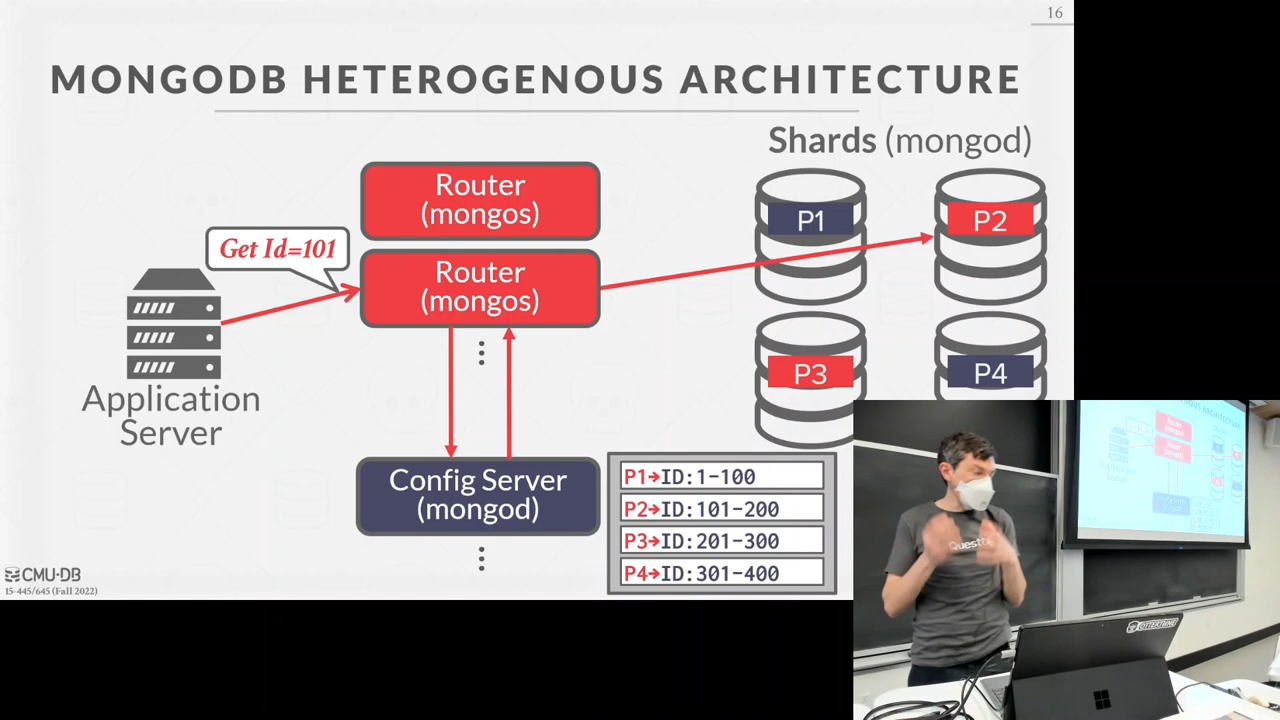 16
MONGODB HETEROGENOUS ARCHITECTURE
Shards (mongod)
Router
(mongos)
Get Id=101
Router
(mongos)
Application
Server
P1
P2
P3
P4
Config Server
(mongod)
P1→ID:1-100
P2→ID:101-200
P3→ID:201-300
P4→ID:301-400
CMU·DB
15-445/645 (Fall 2022)